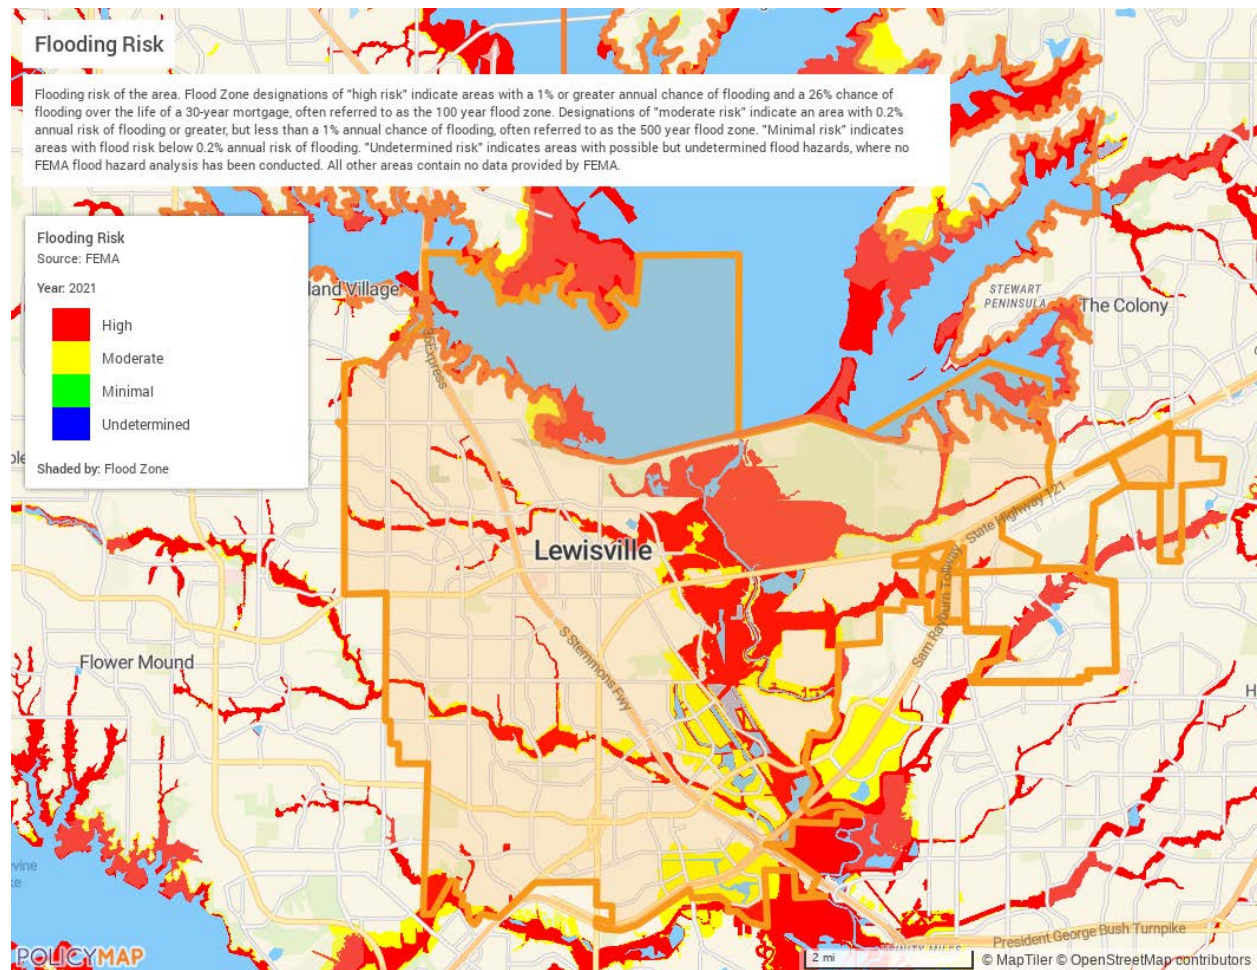 Flooding Risk
Flooding risk of the area. Flood Zone designations of "high risk" indicate areas with a 1% or greater annual chance of flooding and a 26% chance of
flooding over the life of a 30-year mortgage, often referred to as the 100 year flood zone. Designations of "moderate risk" indicate an area with 0.2%
annual risk of flooding or greater, but less than a 1% annual chance of flooding, often referred to as the 500 year flood zone. "Minimal risk" indicates
areas with flood risk below 0.2% annual risk of flooding. "Undetermined risk" indicates areas with possible but undetermined flood hazards, where no
FEMA flood hazard analysis has been conducted. All other areas contain no data provided by FEMA.
Flooding Risk
Source: FEMA
Year: 2021
High
Moderate
Minimal
Undetermined
Shaded by: Flood Zone
land Village
STEWART
PENINSULA
The Colony
35Express
State Highway 121
Lewisville
Sam Rayburn Tollway
S Stemmons Fwy
Flower Mound
President George Bush Turnpike
POLICYMAP
2 mi
© MapTiler © OpenStreetMap contributors